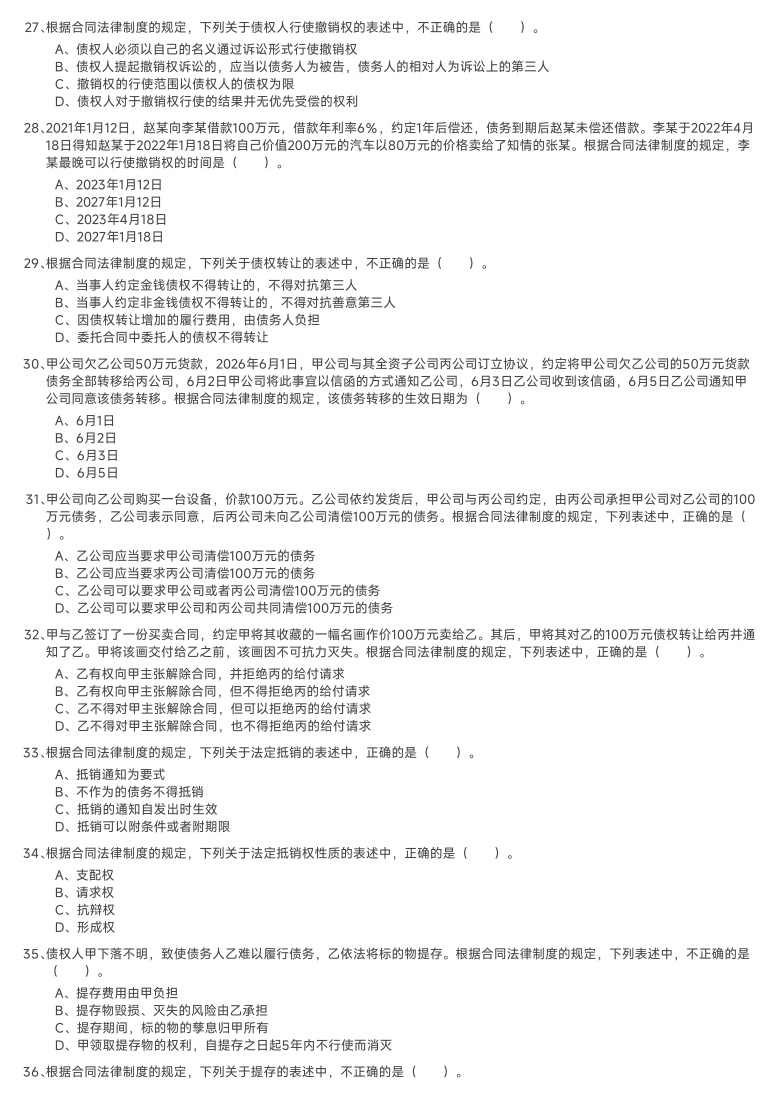 27、根据合同法律制度的规定，下列关于债权人行使撤销权的表述中，不正确的是（　　）。
A、债权人必须以自己的名义通过诉讼形式行使撤销权
B、债权人提起撤销权诉讼的，应当以债务人为被告，债务人的相对人为诉讼上的第三人
C、撤销权的行使范围以债权人的债权为限
D、债权人对于撤销权行使的结果并无优先受偿的权利
28、2021年1月12日，赵某向李某借款100万元，借款年利率6%，约定1年后偿还，债务到期后赵某未偿还借款。李某于2022年4月
18日得知赵某于2022年1月18日将自己价值200万元的汽车以80万元的价格卖给了知情的张某。根据合同法律制度的规定，李
某最晚可以行使撤销权的时间是（　　）。
A、2023年1月12日
B、2027年1月12日
C、2023年4月18日
D、2027年1月18日
29、根据合同法律制度的规定，下列关于债权转让的表述中，不正确的是（　　）。
A、当事人约定金钱债权不得转让的，不得对抗第三人
B、当事人约定非金钱债权不得转让的，不得对抗善意第三人
C、因债权转让增加的履行费用，由债务人负担
D、委托合同中委托人的债权不得转让
30、甲公司欠乙公司50万元货款，2026年6月1日，甲公司与其全资子公司丙公司订立协议，约定将甲公司欠乙公司的50万元货款
债务全部转移给丙公司，6月2日甲公司将此事宜以信函的方式通知乙公司，6月3日乙公司收到该信函，6月5日乙公司通知甲
公司同意该债务转移。根据合同法律制度的规定，该债务转移的生效日期为（　　）。
A、6月1日
B、6月2日
C、6月3日
D、6月5日
31、甲公司向乙公司购买一台设备，价款100万元。乙公司依约发货后，甲公司与丙公司约定，由丙公司承担甲公司对乙公司的100
万元债务，乙公司表示同意，后丙公司未向乙公司清偿100万元的债务。根据合同法律制度的规定，下列表述中，正确的是（
）。
A、乙公司应当要求甲公司清偿100万元的债务
B、乙公司应当要求丙公司清偿100万元的债务
C、乙公司可以要求甲公司或者丙公司清偿100万元的债务
D、乙公司可以要求甲公司和丙公司共同清偿100万元的债务
32、甲与乙签订了一份买卖合同，约定甲将其收藏的一幅名画作价100万元卖给乙。其后，甲将其对乙的100万元债权转让给丙并通
知了乙。甲将该画交付给乙之前，该画因不可抗力灭失。根据合同法律制度的规定，下列表述中，正确的是（　　）。
A、乙有权向甲主张解除合同，并拒绝丙的给付请求
B、乙有权向甲主张解除合同，但不得拒绝丙的给付请求
C、乙不得对甲主张解除合同，但可以拒绝丙的给付请求
D、乙不得对甲主张解除合同，也不得拒绝丙的给付请求
33、根据合同法律制度的规定，下列关于法定抵销的表述中，正确的是（　　）。
A、抵销通知为要式
B、不作为的债务不得抵销
C、抵销的通知自发出时生效
D、抵销可以附条件或者附期限
34、根据合同法律制度的规定，下列关于法定抵销权性质的表述中，正确的是（　　）。
A、支配权
B、请求权
C、抗辩权
D、形成权
35、债权人甲下落不明，致使债务人乙难以履行债务，乙依法将标的物提存。根据合同法律制度的规定，下列表述中，不正确的是
（　　）。
A、提存费用由甲负担
B、提存物毁损、灭失的风险由乙承担
C、提存期间，标的物的孳息归甲所有
D、甲领取提存物的权利，自提存之日起5年内不行使而消灭
36、根据合同法律制度的规定，下列关于提存的表述中，不正确的是（　　）。